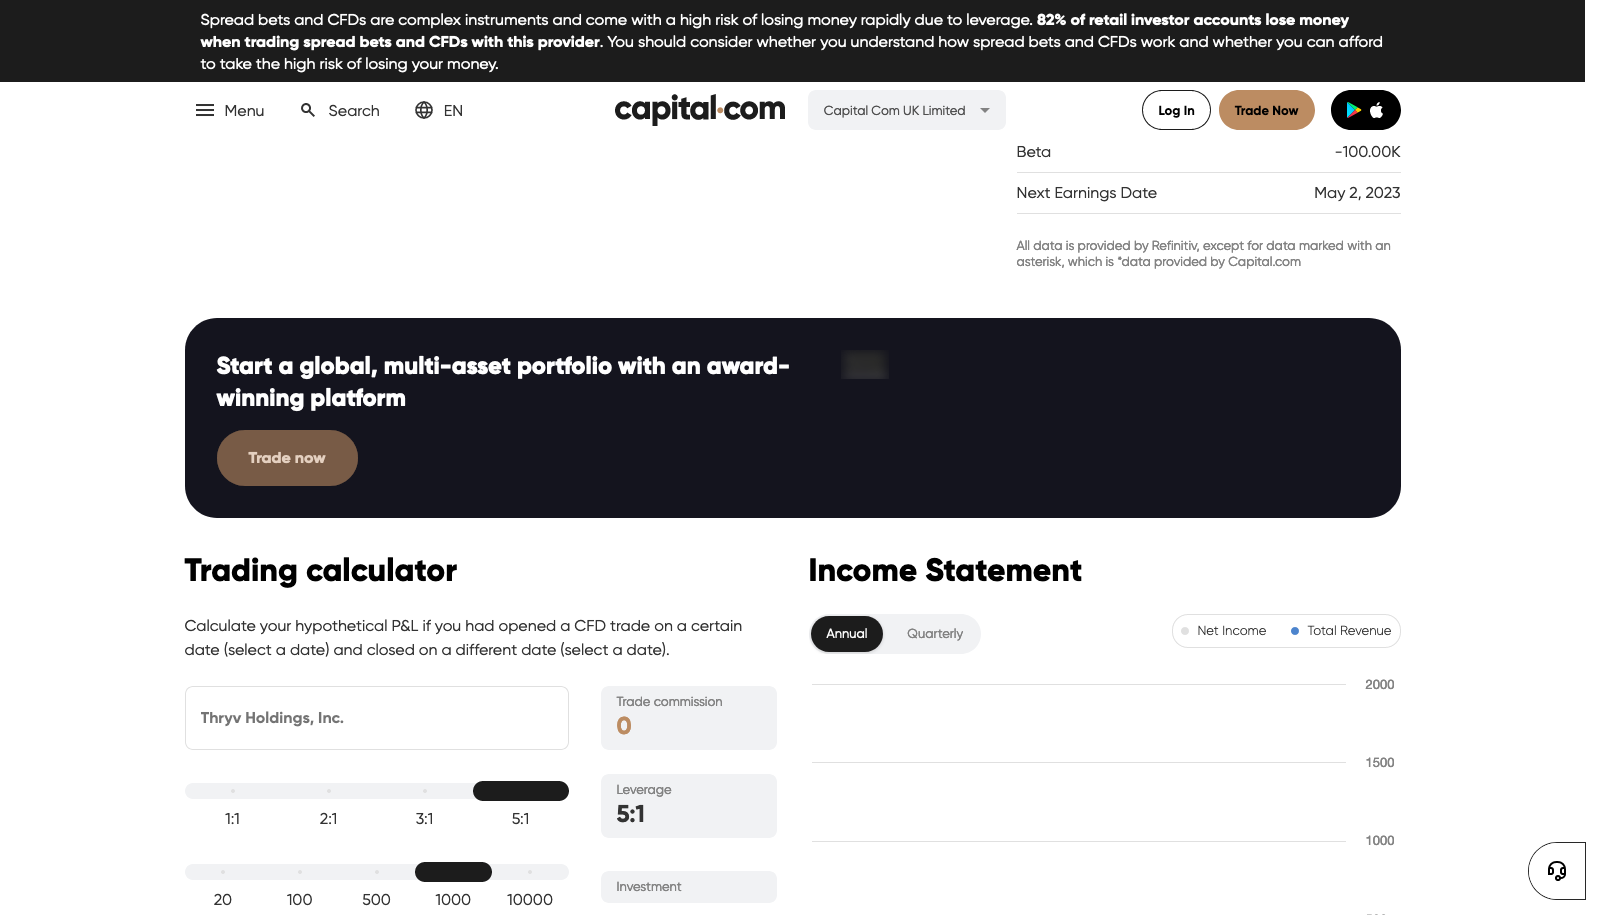 Spread bets and CFDs are complex instruments and come with a high risk of losing money rapidly due to leverage. 82% of retail investor accounts lose money
when trading spread bets and CFDs with this provider. You should consider whether you understand how spread bets and CFDs work and whether you can afford
to take the high risk of losing your money.
Menu Search EN capital.com Capital Com UK Limited Log In Trade Now
Beta -100.00K
Next Earnings Date May 2, 2023
All data is provided by Refinitiv, except for data marked with an
asterisk, which is *data provided by Capital.com
Start a global, multi-asset portfolio with an award-
winning platform
Trade now
Trading calculator
Calculate your hypothetical P&L if you had opened a CFD trade on a certain
date (select a date) and closed on a different date (select a date).
Thryv Holdings, Inc.
Trade commission
0
1:1 2:1 3:1 5:1
Leverage
5:1
20 100 500 1000 10000
Investment
Income Statement
Annual Quarterly
Net Income Total Revenue
2000
1500
1000